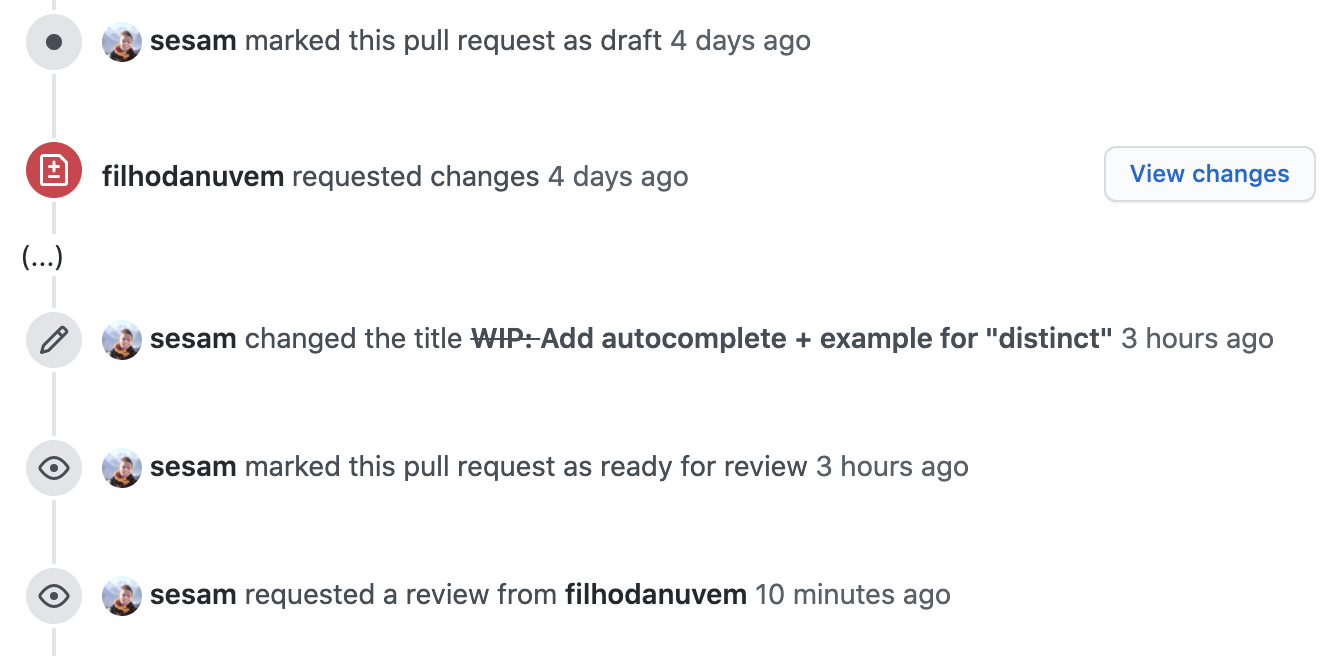 sesam marked this pull request as draft 4 days ago
filhodanuvem requested changes 4 days ago
View changes
(...)
sesam changed the title WIP: Add autocomplete + example for "distinct" 3 hours ago
sesam marked this pull request as ready for review 3 hours ago
sesam requested a review from filhodanuvem 10 minutes ago